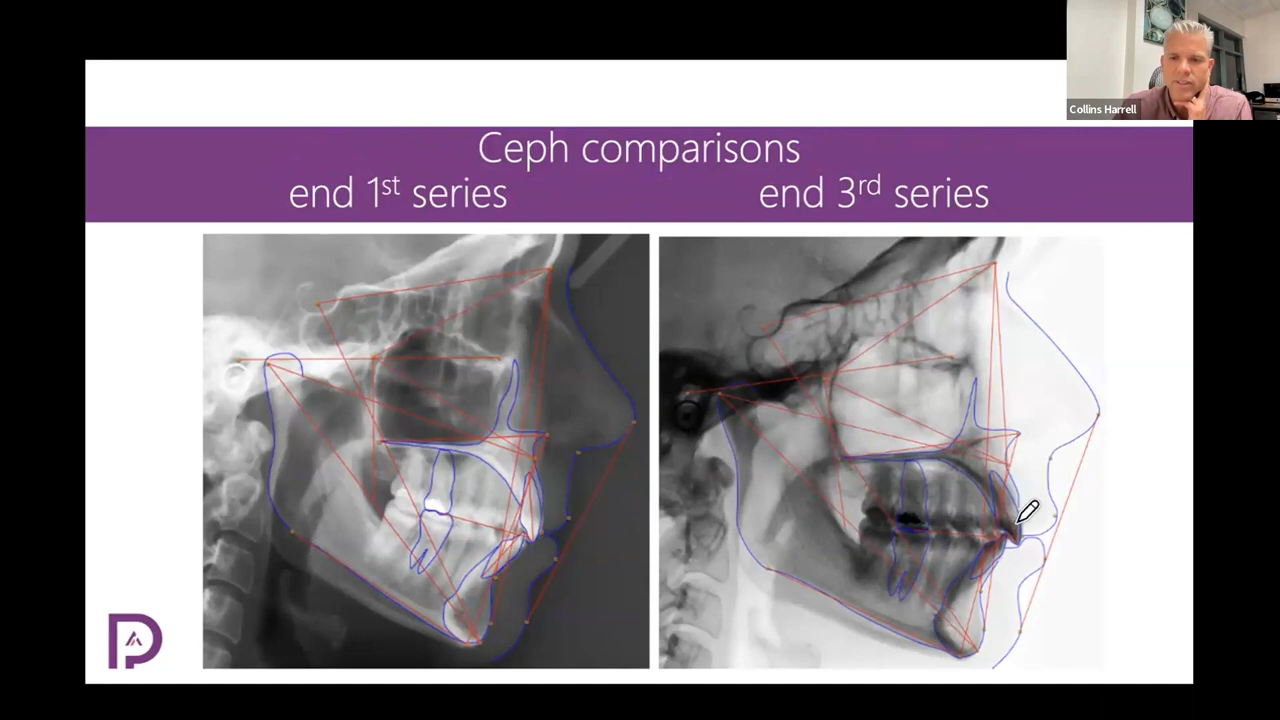 Collins Harrell
Ceph comparisons
end 1st series
end 3rd series